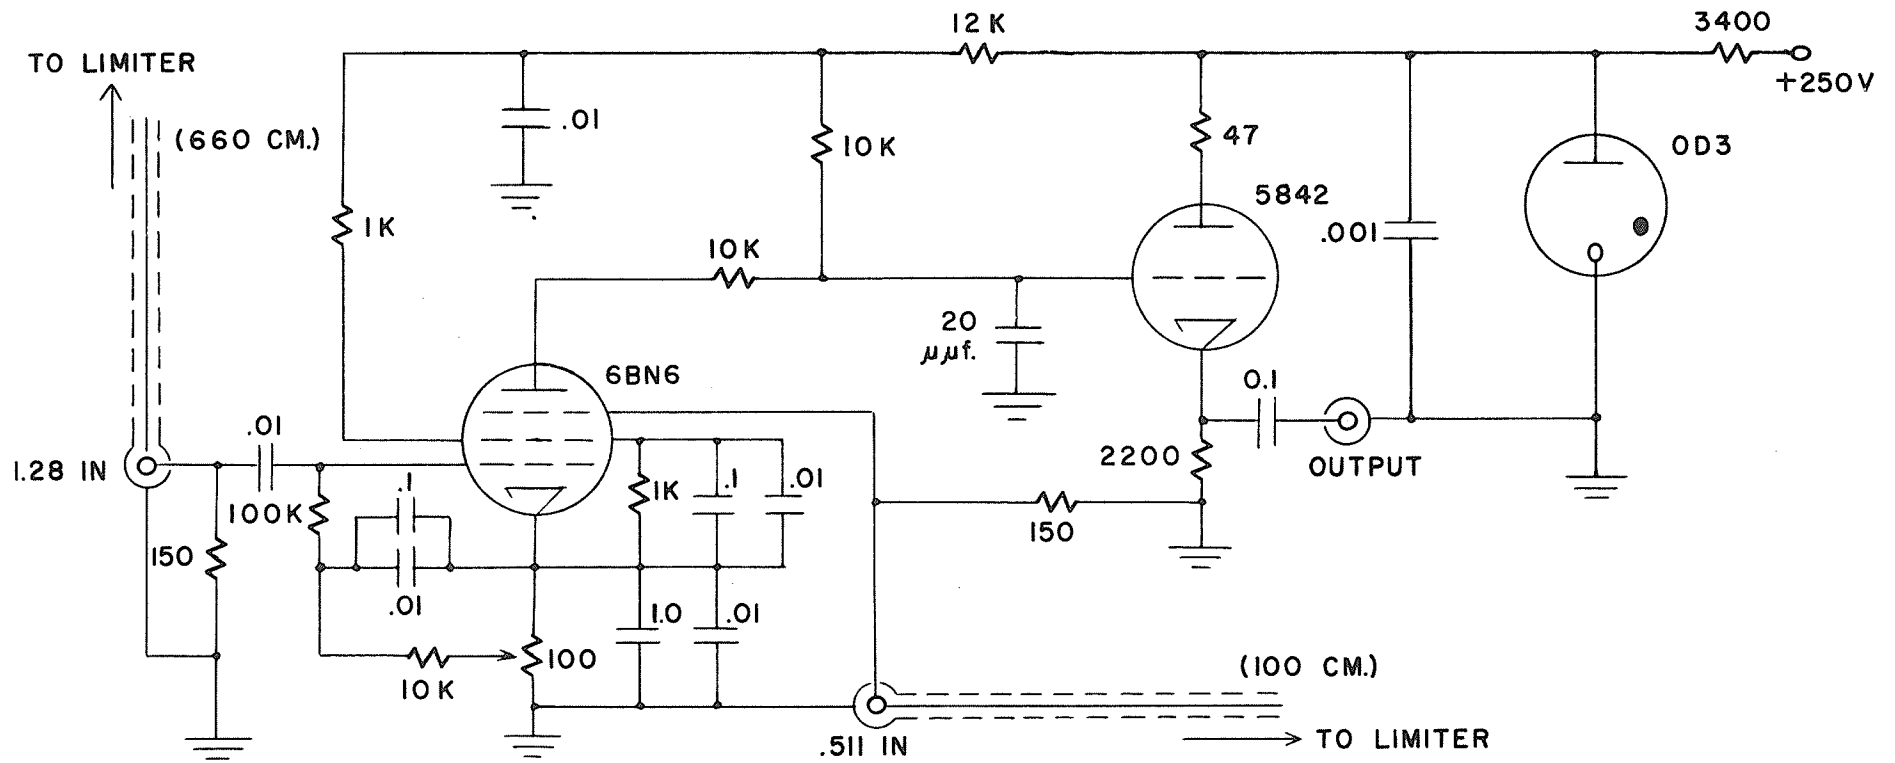 12 K
3400
TO LIMITER
+250V
(660 CM.)
.01
10 K
47
0D3
5842
1K
.001
10 K
20
μμf.
6BN6
0.1
.01
1.28 IN
2200
OUTPUT
.1
1K
.1
.01
100K
150
150
.01
1.0
.01
100
10 K
(100 CM.)
.511 IN
TO LIMITER